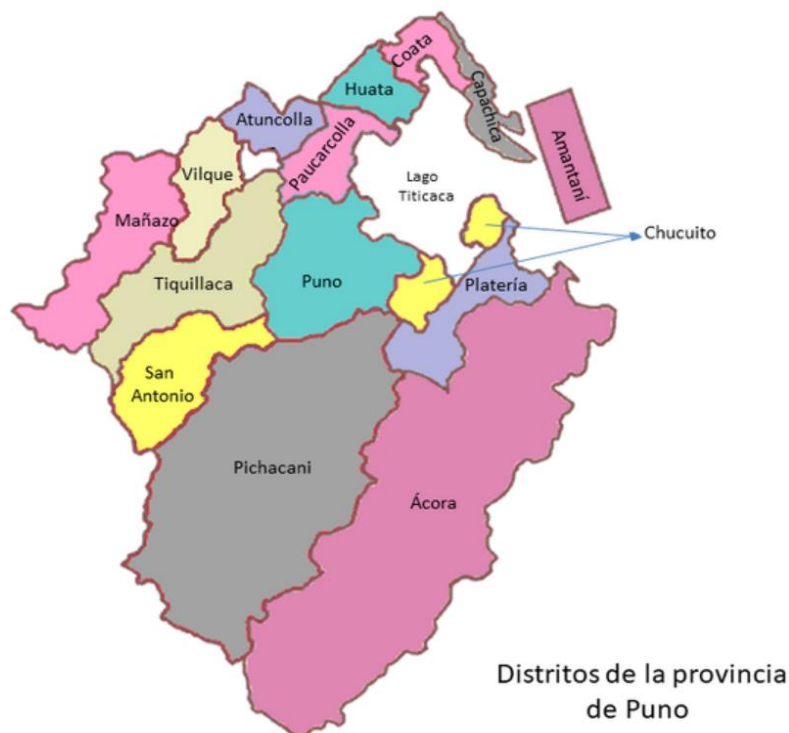 Coata
Huata
Capachica
Atuncolla
Paucarcolla
Amantaní
Vilque
Lago
Titicaca
Mañazo
Chucuito
Tiquillaca
Puno
Platería
San
Antonio
Pichacani
Ácora
Distritos de la provincia
de Puno